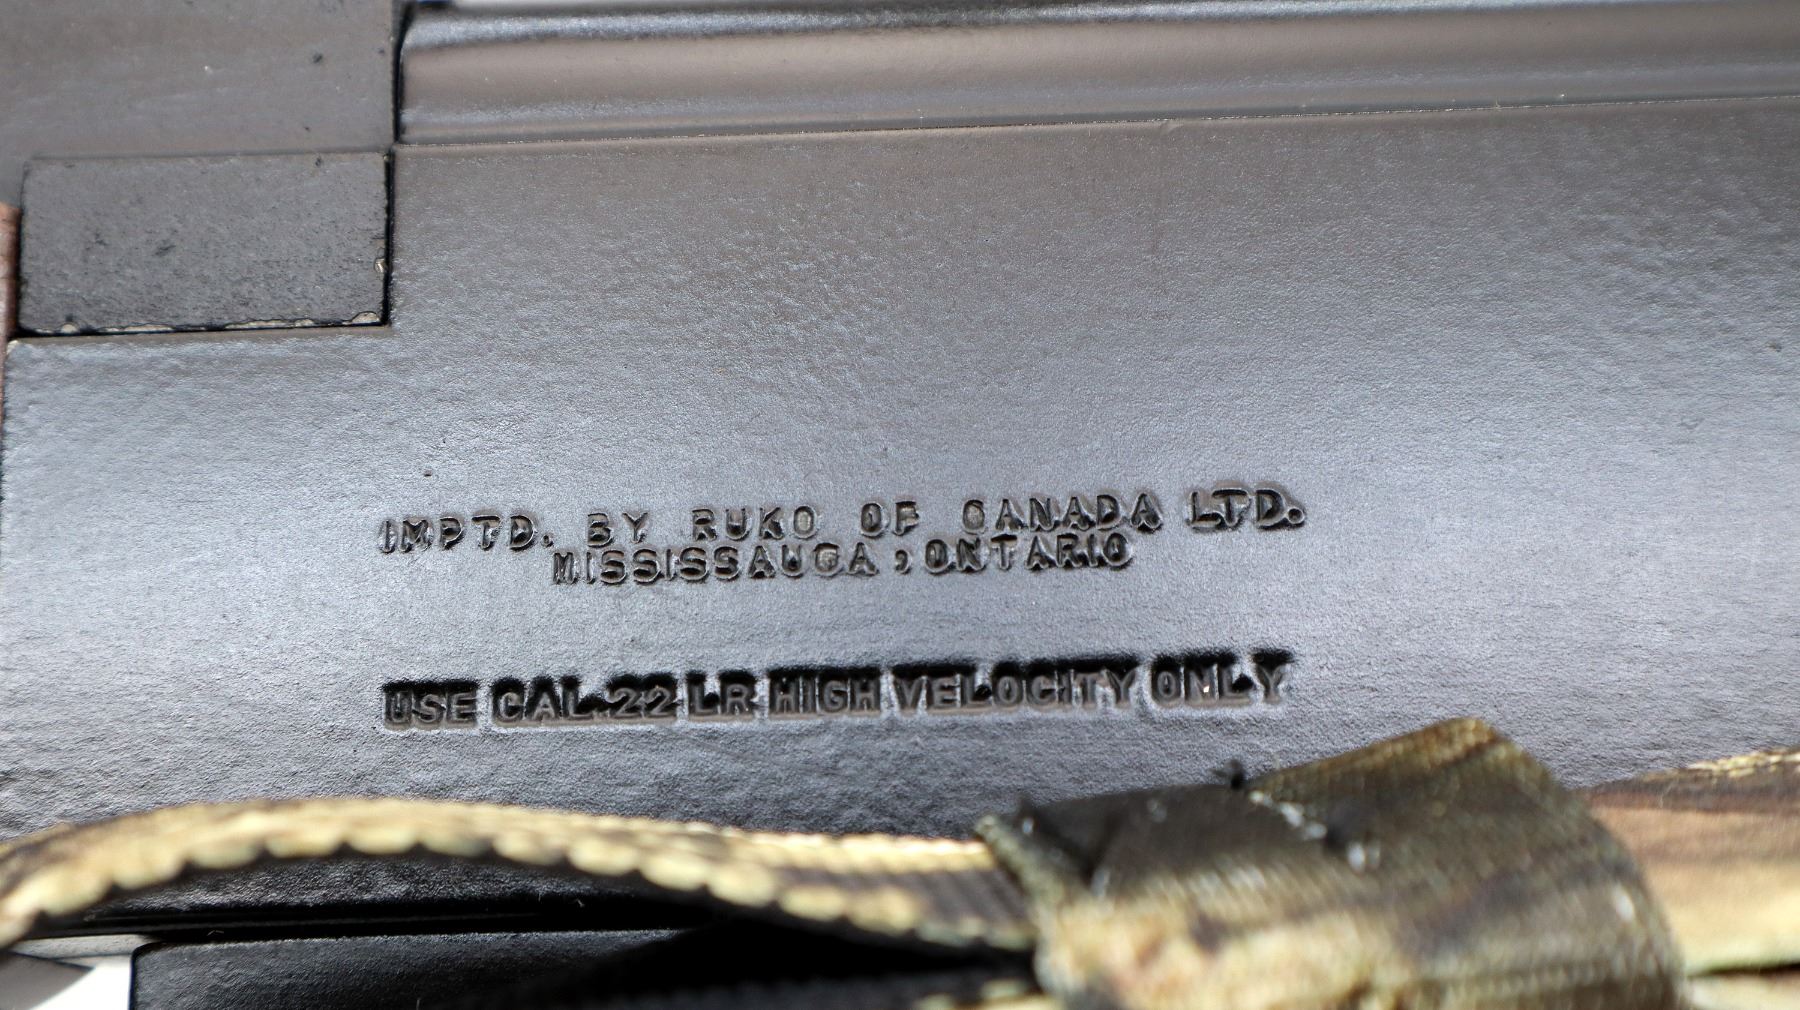 IMPTD. BY RUKO OF CANADA LTD.
MISSISSAUGA, ONTARIO
USE CAL .22 LR HIGH VELOCITY ONLY